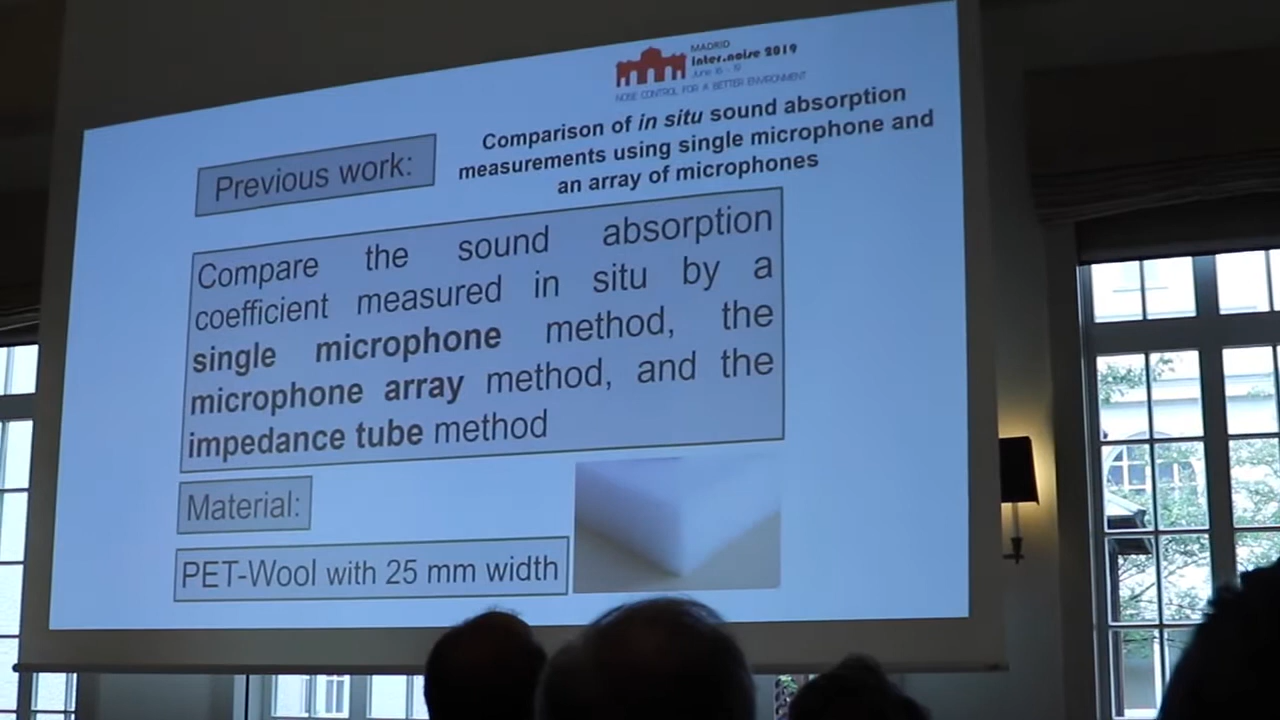 MADRID
inter.noise 2019
June 16 - 19
NOISE CONTROL FOR A BETTER ENVIRONMENT
Comparison of in situ sound absorption
measurements using single microphone and
an array of microphones
Previous work:
Compare the sound absorption
coefficient measured in situ by a
single microphone method, the
microphone array method, and the
impedance tube method
Material:
PET-Wool with 25 mm width